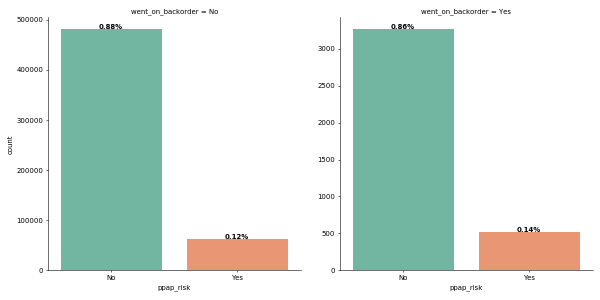 went_on_backorder = No
500000
400000
300000
200000
100000
0
count
0.88%
0.12%
No
Yes
ppap_risk
went_on_backorder = Yes
3000
2500
2000
1500
1000
500
0
0.86%
0.14%
No
Yes
ppap_risk